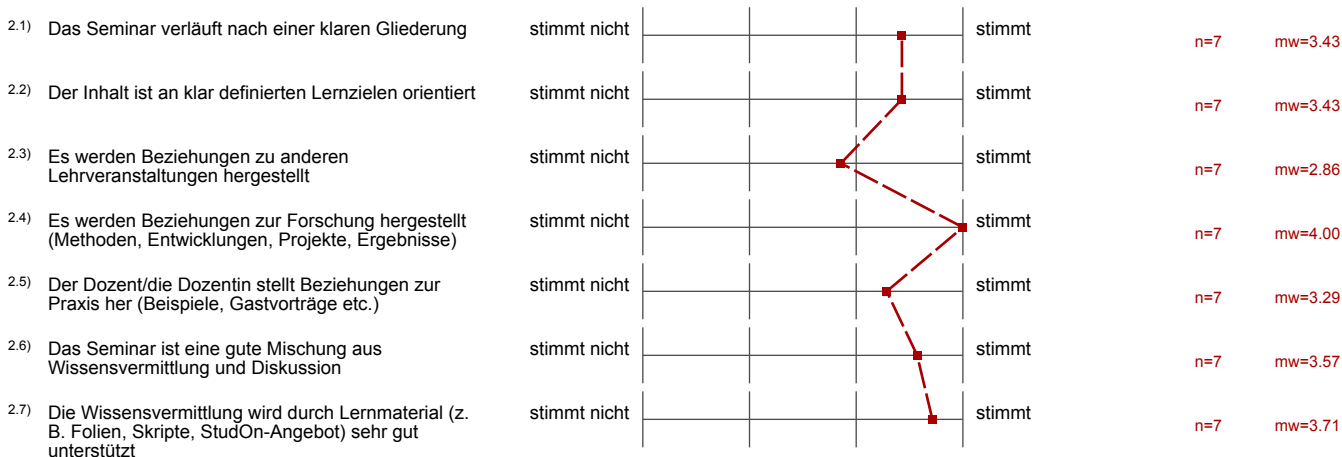 2.1) Das Seminar verläuft nach einer klaren Gliederung stimmt nicht stimmt n=7 mw=3.43
2.2) Der Inhalt ist an klar definierten Lernzielen orientiert stimmt nicht stimmt n=7 mw=3.43
2.3) Es werden Beziehungen zu anderen stimmt nicht stimmt n=7 mw=2.86
Lehrveranstaltungen hergestellt
2.4) Es werden Beziehungen zur Forschung hergestellt stimmt nicht stimmt n=7 mw=4.00
(Methoden, Entwicklungen, Projekte, Ergebnisse)
2.5) Der Dozent/die Dozentin stellt Beziehungen zur stimmt nicht stimmt n=7 mw=3.29
Praxis her (Beispiele, Gastvorträge etc.)
2.6) Das Seminar ist eine gute Mischung aus stimmt nicht stimmt n=7 mw=3.57
Wissensvermittlung und Diskussion
2.7) Die Wissensvermittlung wird durch Lernmaterial (z. stimmt nicht stimmt n=7 mw=3.71
B. Folien, Skripte, StudOn-Angebot) sehr gut
unterstützt